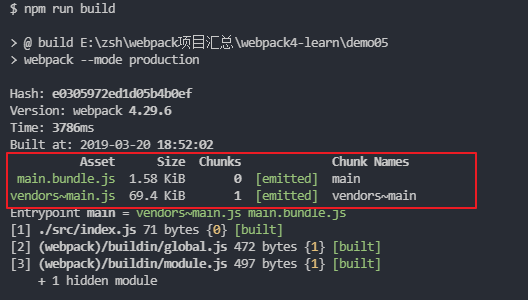 $ npm run build
> @ build E:\zsh\webpack项目汇总\webpack4-learn\demo05
> webpack --mode production
Hash: e0305972ed1d05b4b0ef
Version: webpack 4.29.6
Time: 3786ms
Built at: 2019-03-20 18:52:02
Asset Size Chunks Chunk Names
main.bundle.js 1.58 KiB 0 [emitted] main
vendors~main.js 69.4 KiB 1 [emitted] vendors~main
Entrypoint main = vendors~main.js main.bundle.js
[1] ./src/index.js 71 bytes {0} [built]
[2] (webpack)/buildin/global.js 472 bytes {1} [built]
[3] (webpack)/buildin/module.js 497 bytes {1} [built]
+ 1 hidden module